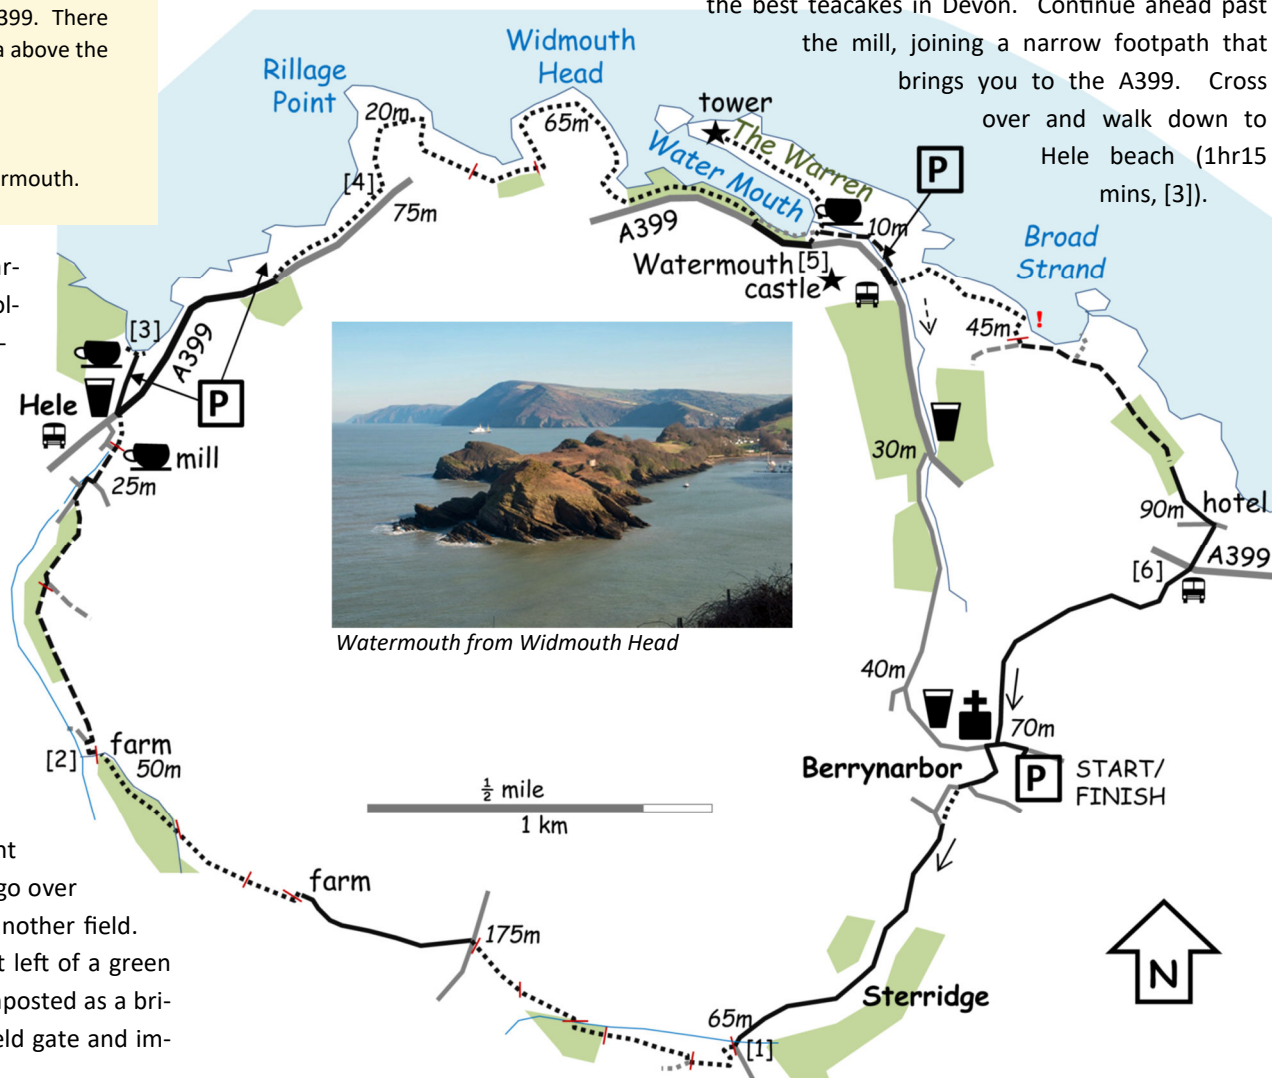 399. There
a above the
rmouth.
the best teacakes in Devon. Continue ahead past
the mill, joining a narrow footpath that
brings you to the A399. Cross
over and walk down to
Hele beach (1hr15
mins, [3]).
ar-
ol-
-
Widmouth
Head
Rillage
Point
20m
65m
tower
The Warren
Water Mouth
P
[4]
75m
A399
10m
Broad
Strand
Watermouth [5]
castle
45m
!
[3]
A399
P
Hele
mill
25m
30m
90m
hotel
A399
[6]
Watermouth from Widmouth Head
40m
70m
Berrynarbor
P
START/
FINISH
farm
[2]
50m
½ mile
1 km
nt
go over
nother field.
t left of a green
nposted as a bri-
eld gate and im-
farm
175m
Sterridge
65m
[1]
N